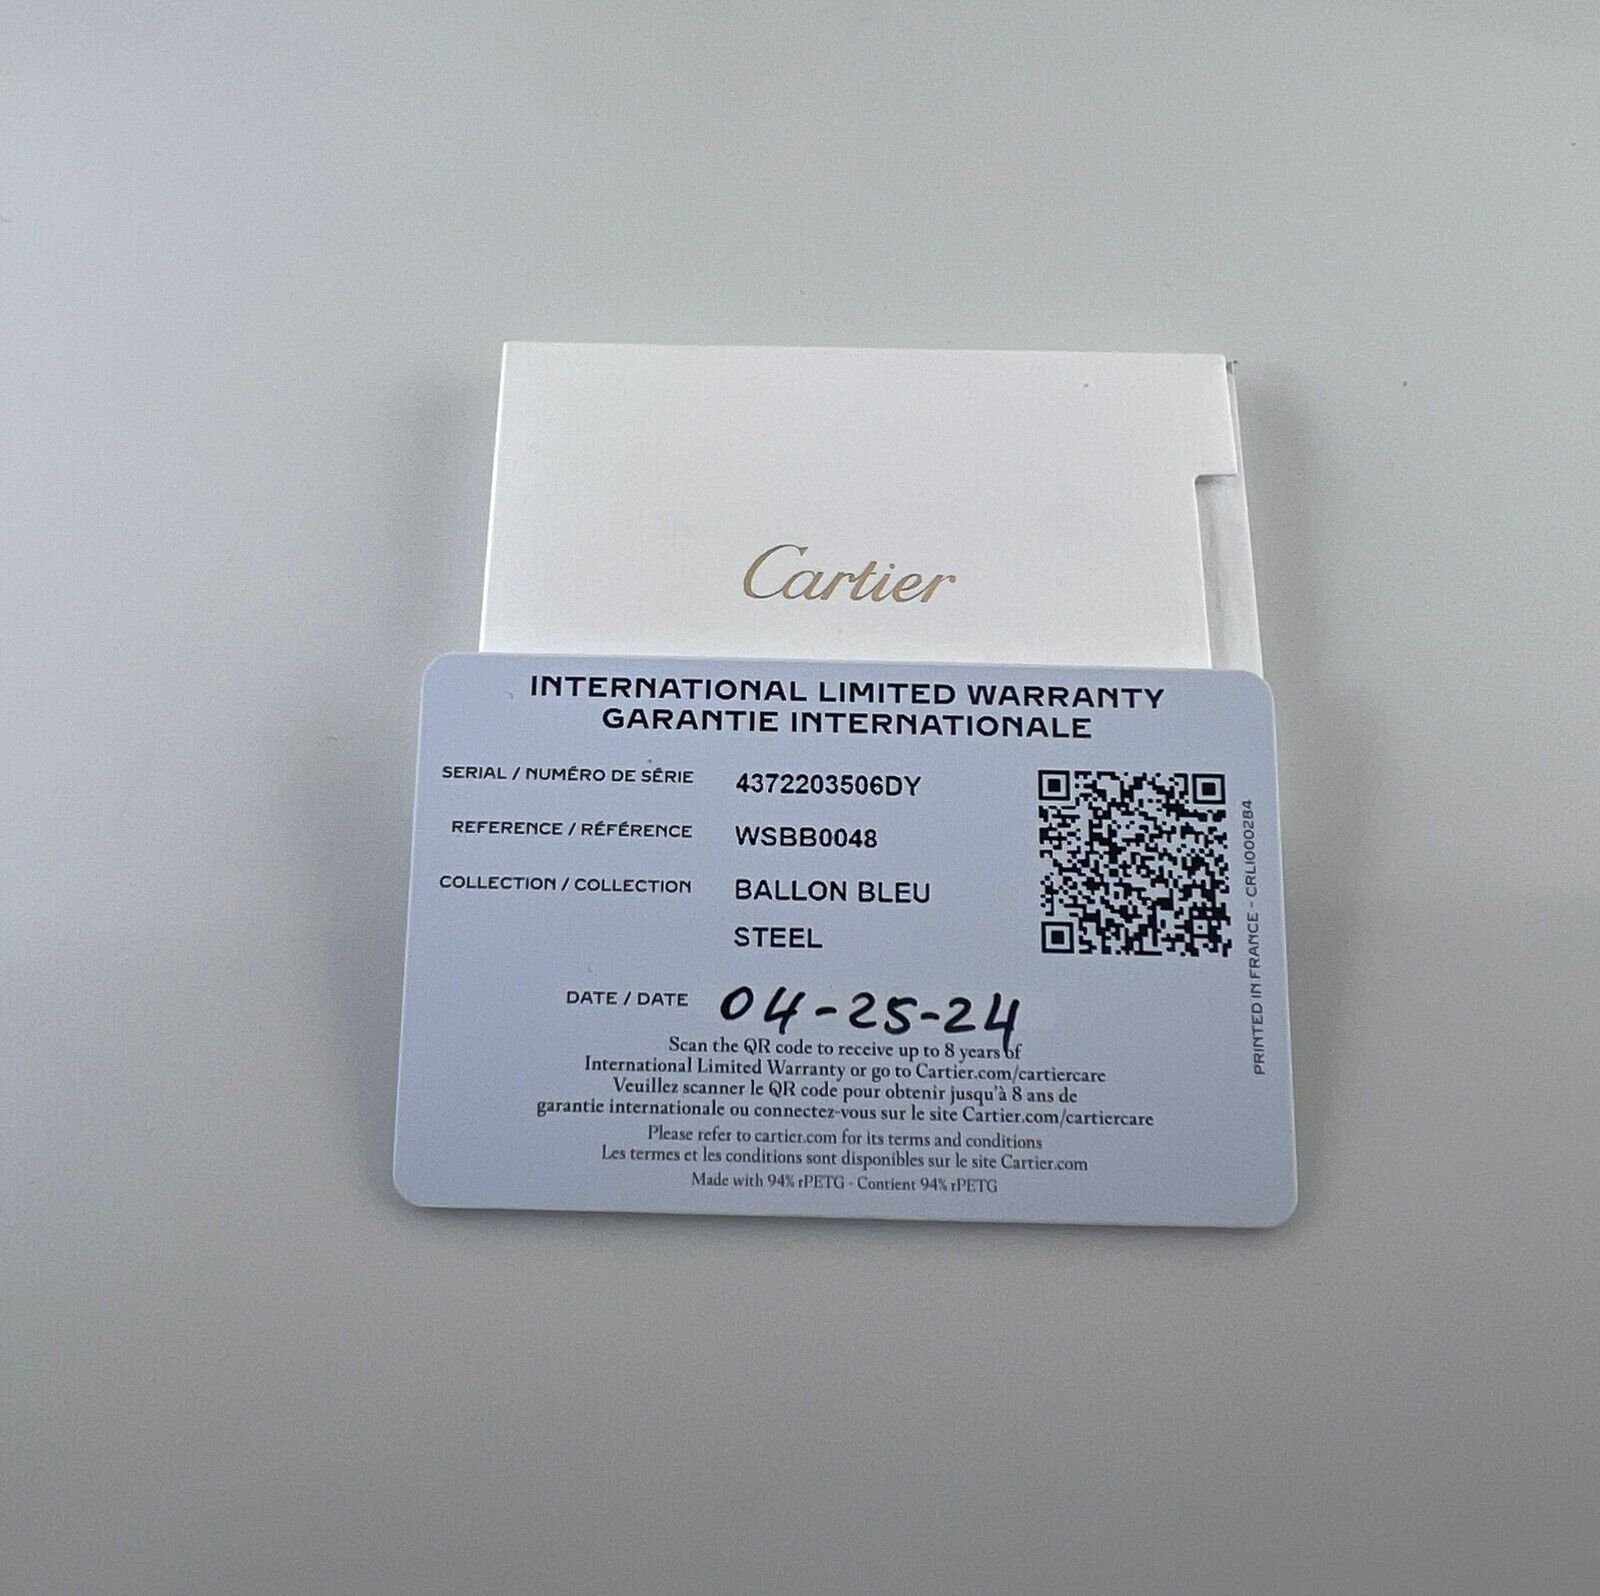 Cartier
INTERNATIONAL LIMITED WARRANTY
GARANTIE INTERNATIONALE
SERIAL / NUMÉRO DE SÉRIE 4372203506DY
REFERENCE / RÉFÉRENCE WSBB0048
COLLECTION / COLLECTION BALLON BLEU
STEEL
DATE / DATE 04-25-24
Scan the QR code to receive up to 8 years of
International Limited Warranty or go to Cartier.com/cartiercare
Veuillez scanner le QR code pour obtenir jusqu'à 8 ans de
garantie internationale ou connectez-vous sur le site Cartier.com/cartiercare
Please refer to cartier.com for its terms and conditions
Les termes et les conditions sont disponibles sur le site Cartier.com
Made with 94% rPETG - Contient 94% rPETG
PRINTED IN FRANCE - CRLI000284